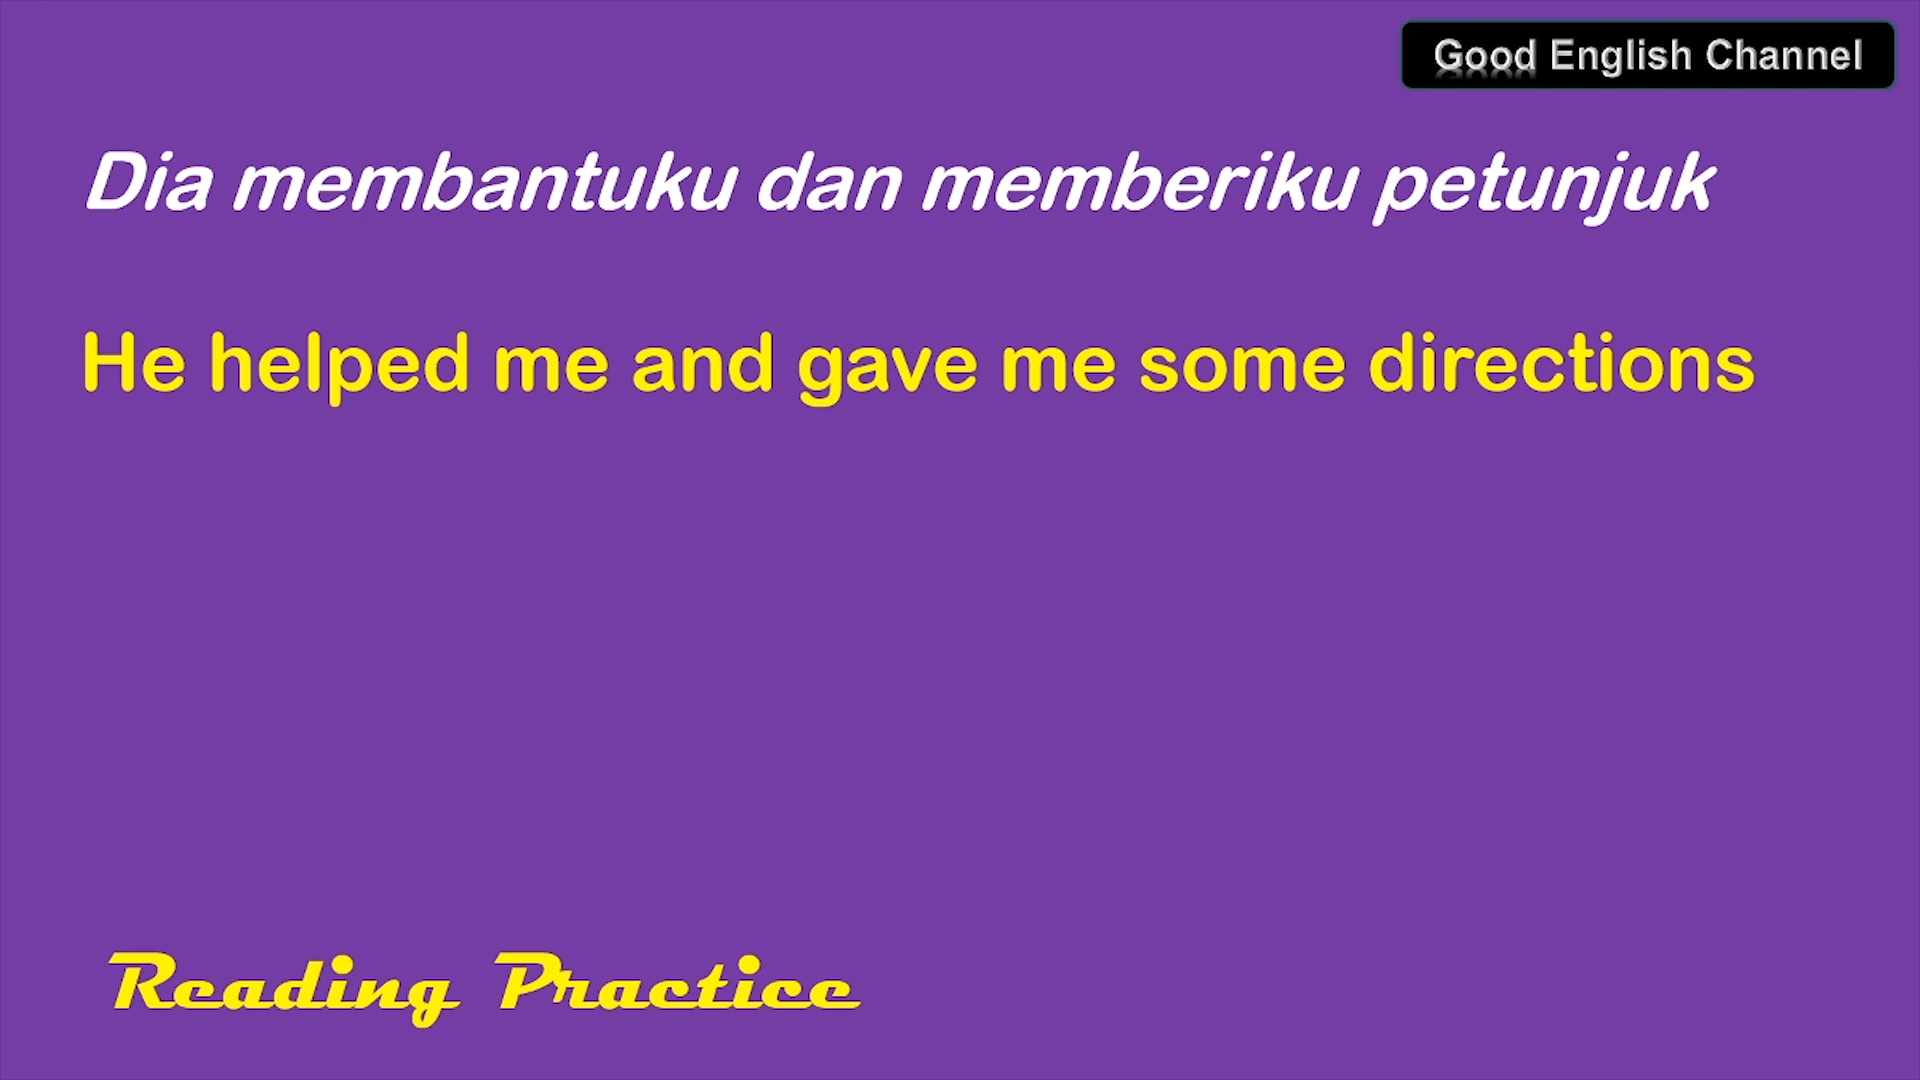 Good English Channel
Dia membantuku dan memberiku petunjuk
He helped me and gave me some directions
Reading Practice